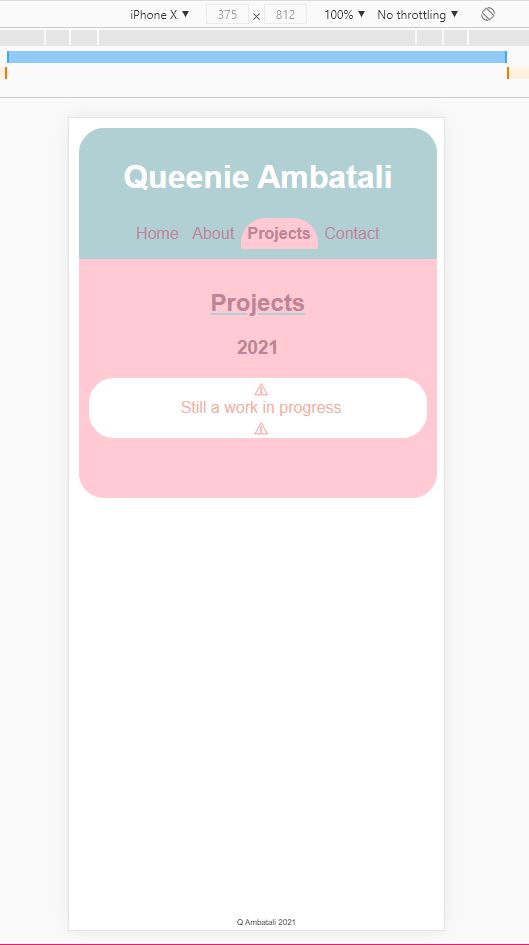 iPhone X ▼ 375 × 812 100% ▼ No throttling ▼
Queenie Ambatali
Home About Projects Contact
Projects
2021
⚠
Still a work in progress
⚠
Q Ambatali 2021